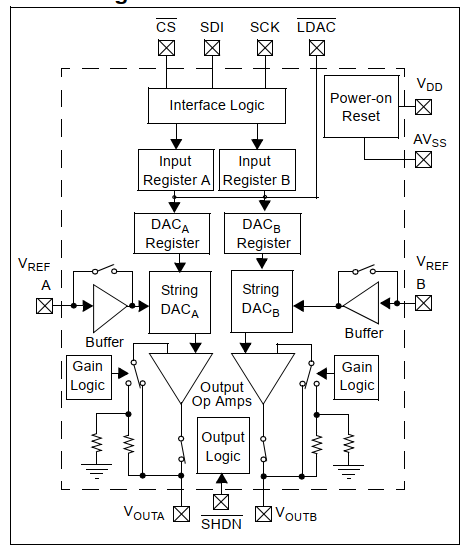 CS SDI SCK LDAC
Interface Logic
Power-on
Reset
VDD
AVSS
Input
Register A
Input
Register B
DACA
Register
DACB
Register
VREF
A
String
DACA
String
DACB
VREF
B
Buffer
Buffer
Gain
Logic
Output
Op Amps
Gain
Logic
Output
Logic
VOUTA
SHDN
VOUTB